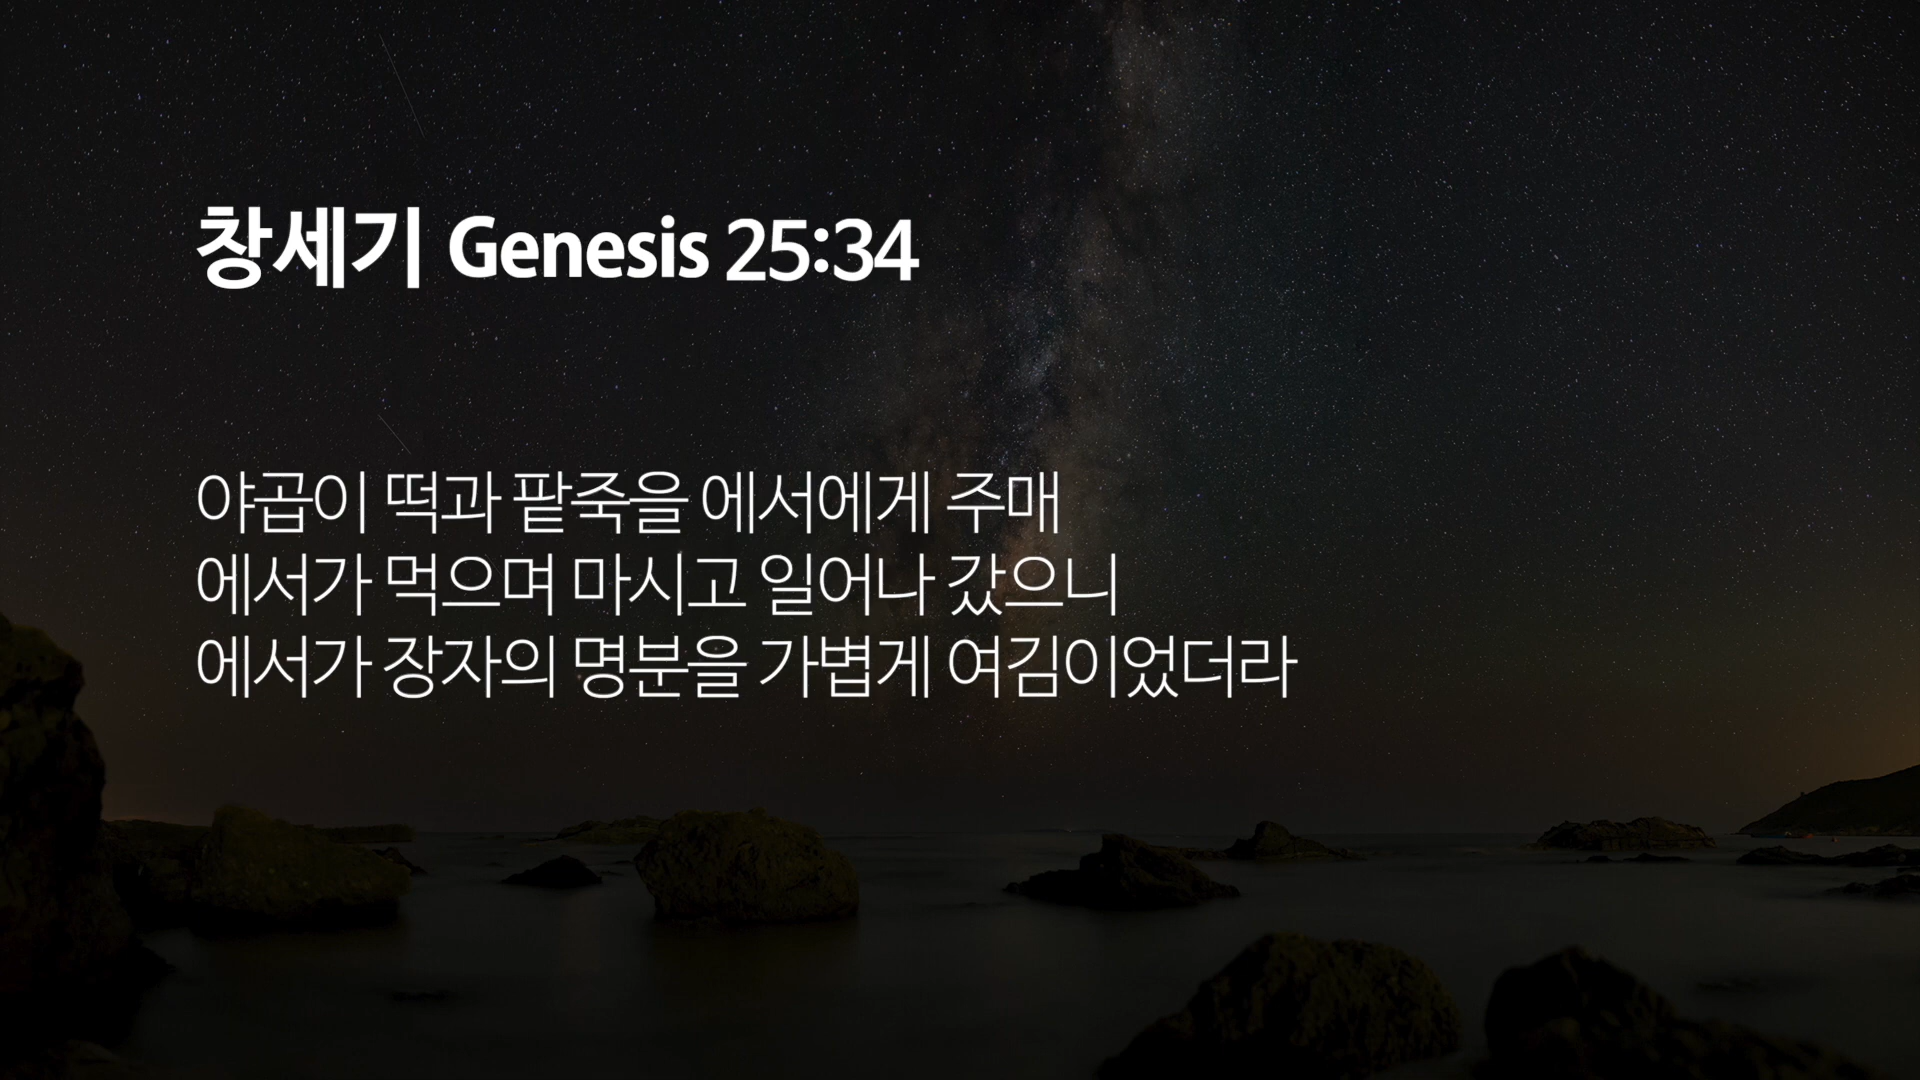 창세기 Genesis 25:34
야곱이 떡과 팥죽을 에서에게 주매
에서가 먹으며 마시고 일어나 갔으니
에서가 장자의 명분을 가볍게 여김이었더라